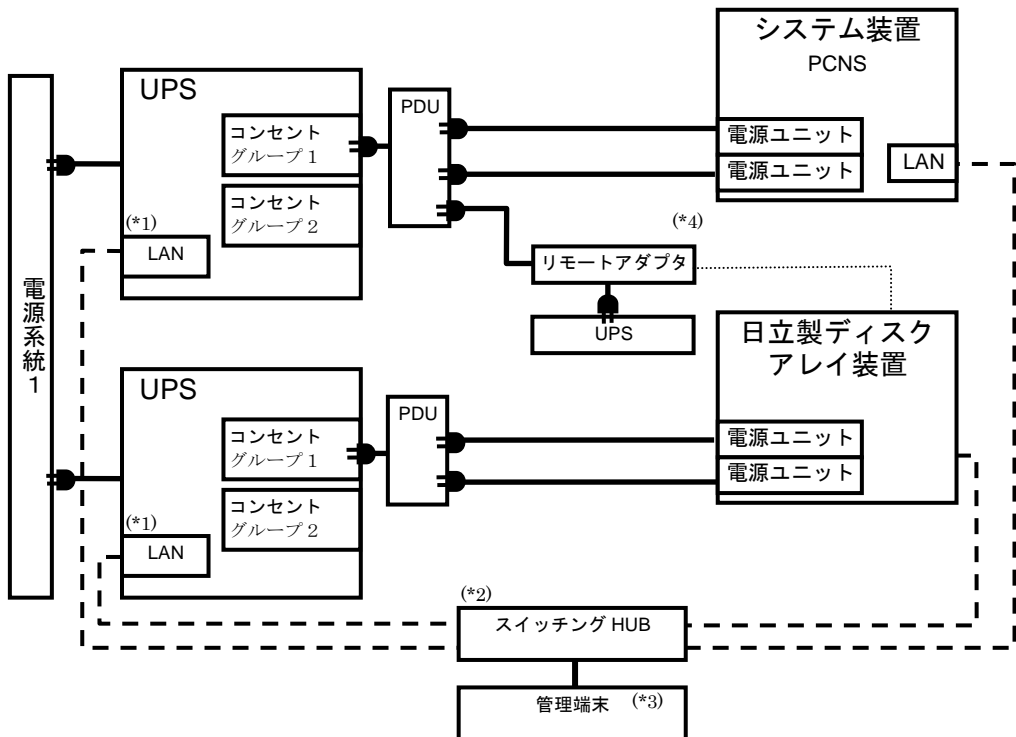 電源系統1
UPS
コンセント
グループ 1
コンセント
グループ 2
(*1)
LAN
PDU
システム装置
PCNS
電源ユニット
電源ユニット
LAN
(*4)
リモートアダプタ
UPS
UPS
コンセント
グループ 1
コンセント
グループ 2
(*1)
LAN
PDU
日立製ディスク
アレイ装置
電源ユニット
電源ユニット
(*2)
スイッチング HUB
管理端末 (*3)